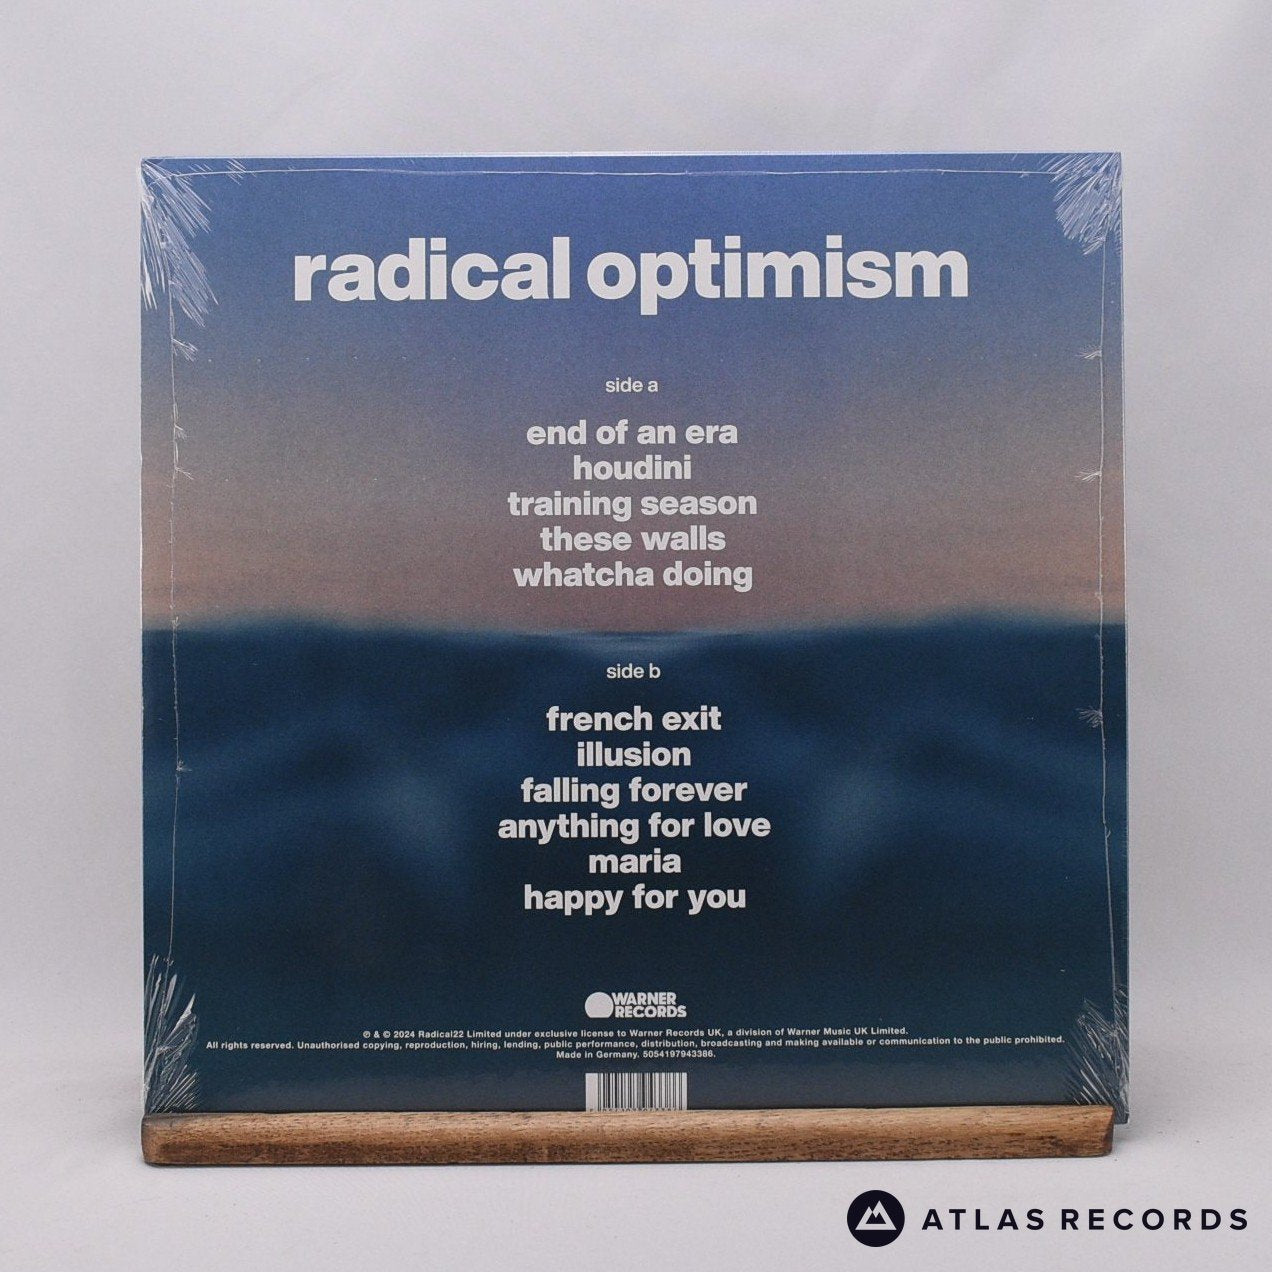 radical optimism
side a
end of an era
houdini
training season
these walls
whatcha doing
side b
french exit
illusion
falling forever
anything for love
maria
happy for you
WARNER
RECORDS
℗ & © 2024 Radical22 Limited under exclusive license to Warner Records UK, a division of Warner Music UK Limited.
All rights reserved. Unauthorised copying, reproduction, hiring, lending, public performance, distribution, broadcasting and making available or communication to the public prohibited.
Made in Germany. 5054197943386.
ATLAS RECORDS